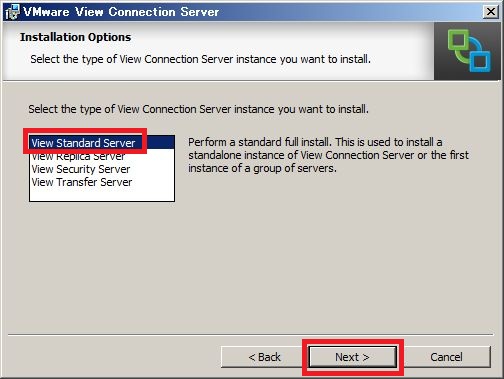 VMware View Connection Server
Installation Options
Select the type of View Connection Server instance you want to install.
Select the type of View Connection Server instance you want to install.
View Standard Server
View Replica Server
View Security Server
View Transfer Server
Perform a standard full install. This is used to install a
standalone instance of View Connection Server or the first
instance of a group of servers.
< Back
Next >
Cancel